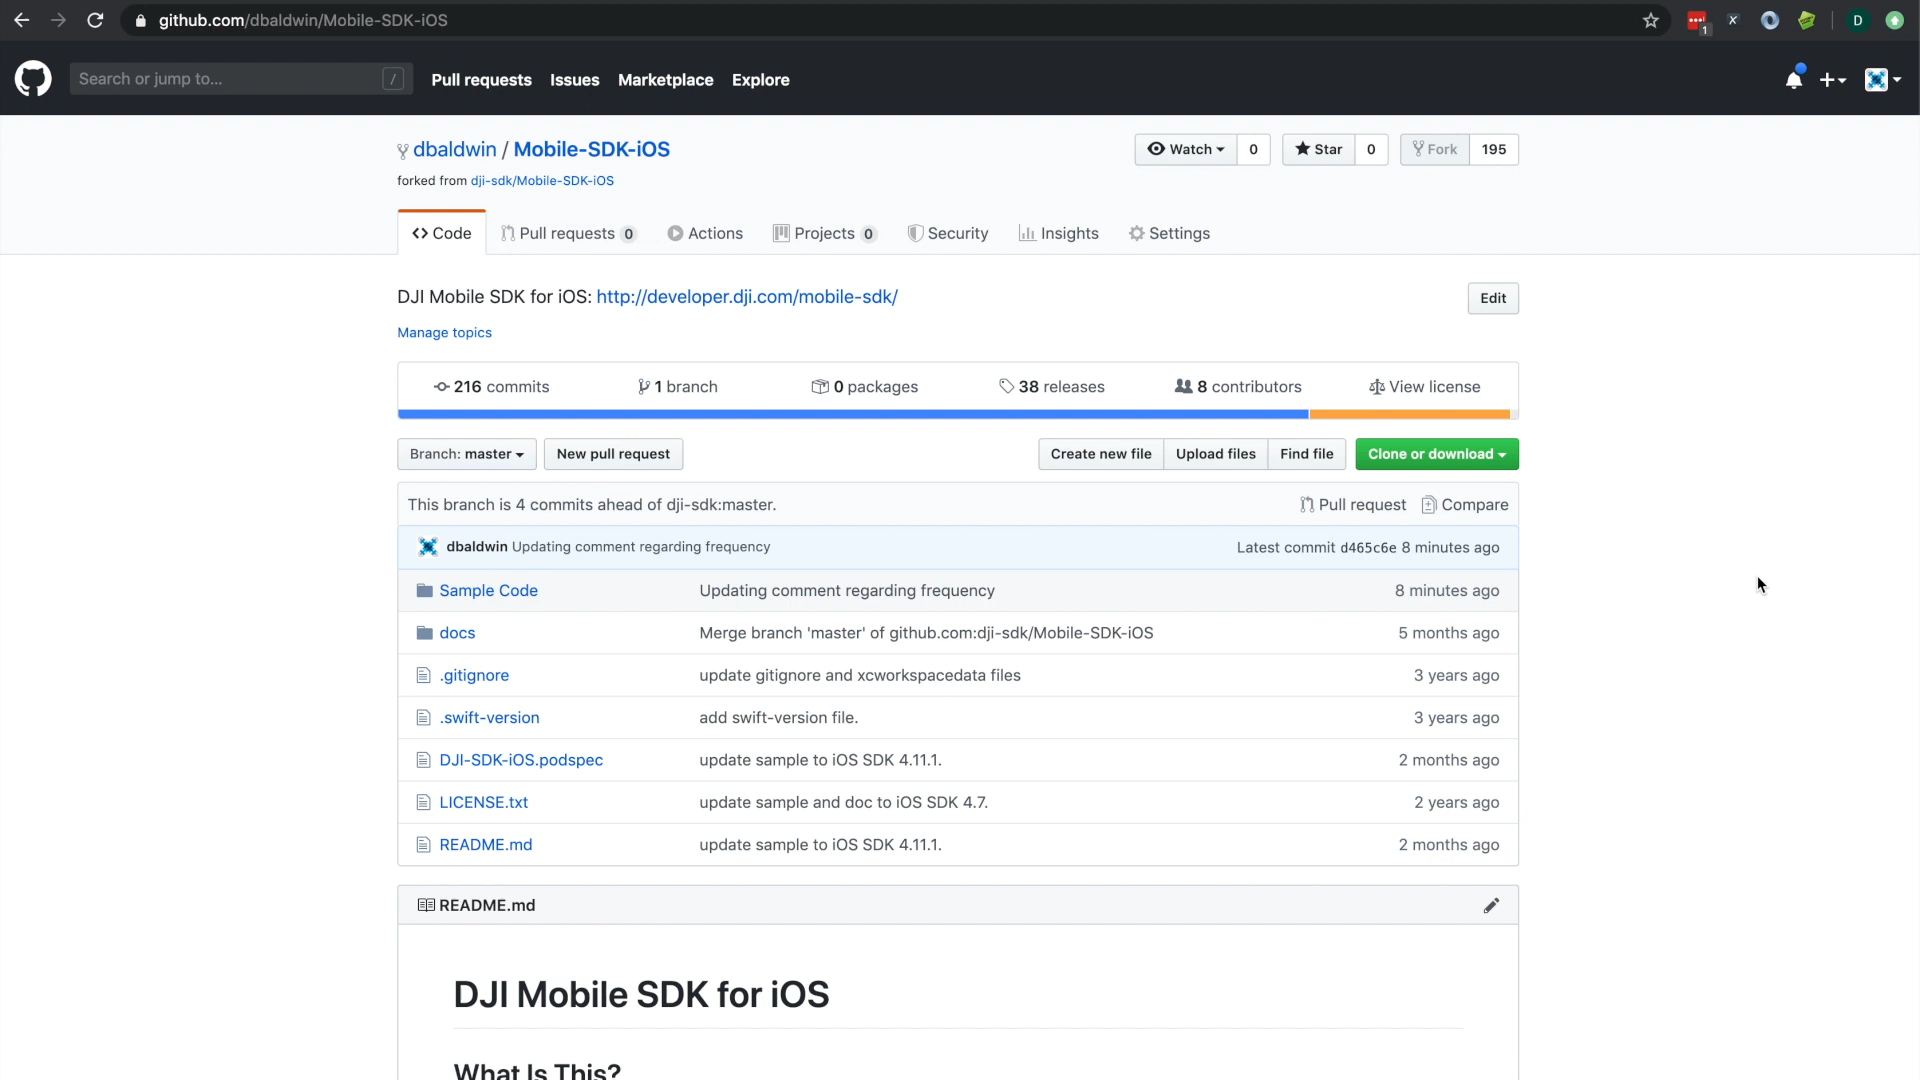 github.com/dbaldwin/Mobile-SDK-iOS
1
D
Search or jump to...
/
Pull requests Issues Marketplace Explore
dbaldwin / Mobile-SDK-iOS
Watch 0 Star 0 Fork 195
forked from dji-sdk/Mobile-SDK-iOS
Code Pull requests 0 Actions Projects 0 Security Insights Settings
DJI Mobile SDK for iOS: http://developer.dji.com/mobile-sdk/
Edit
Manage topics
216 commits 1 branch 0 packages 38 releases 8 contributors View license
Branch: master New pull request Create new file Upload files Find file Clone or download
This branch is 4 commits ahead of dji-sdk:master. Pull request Compare
dbaldwin Updating comment regarding frequency Latest commit d465c6e 8 minutes ago
Sample Code Updating comment regarding frequency 8 minutes ago
docs Merge branch 'master' of github.com:dji-sdk/Mobile-SDK-iOS 5 months ago
.gitignore update gitignore and xcworkspacedata files 3 years ago
.swift-version add swift-version file. 3 years ago
DJI-SDK-iOS.podspec update sample to iOS SDK 4.11.1. 2 months ago
LICENSE.txt update sample and doc to iOS SDK 4.7. 2 years ago
README.md update sample to iOS SDK 4.11.1. 2 months ago
README.md
DJI Mobile SDK for iOS
What Is This?